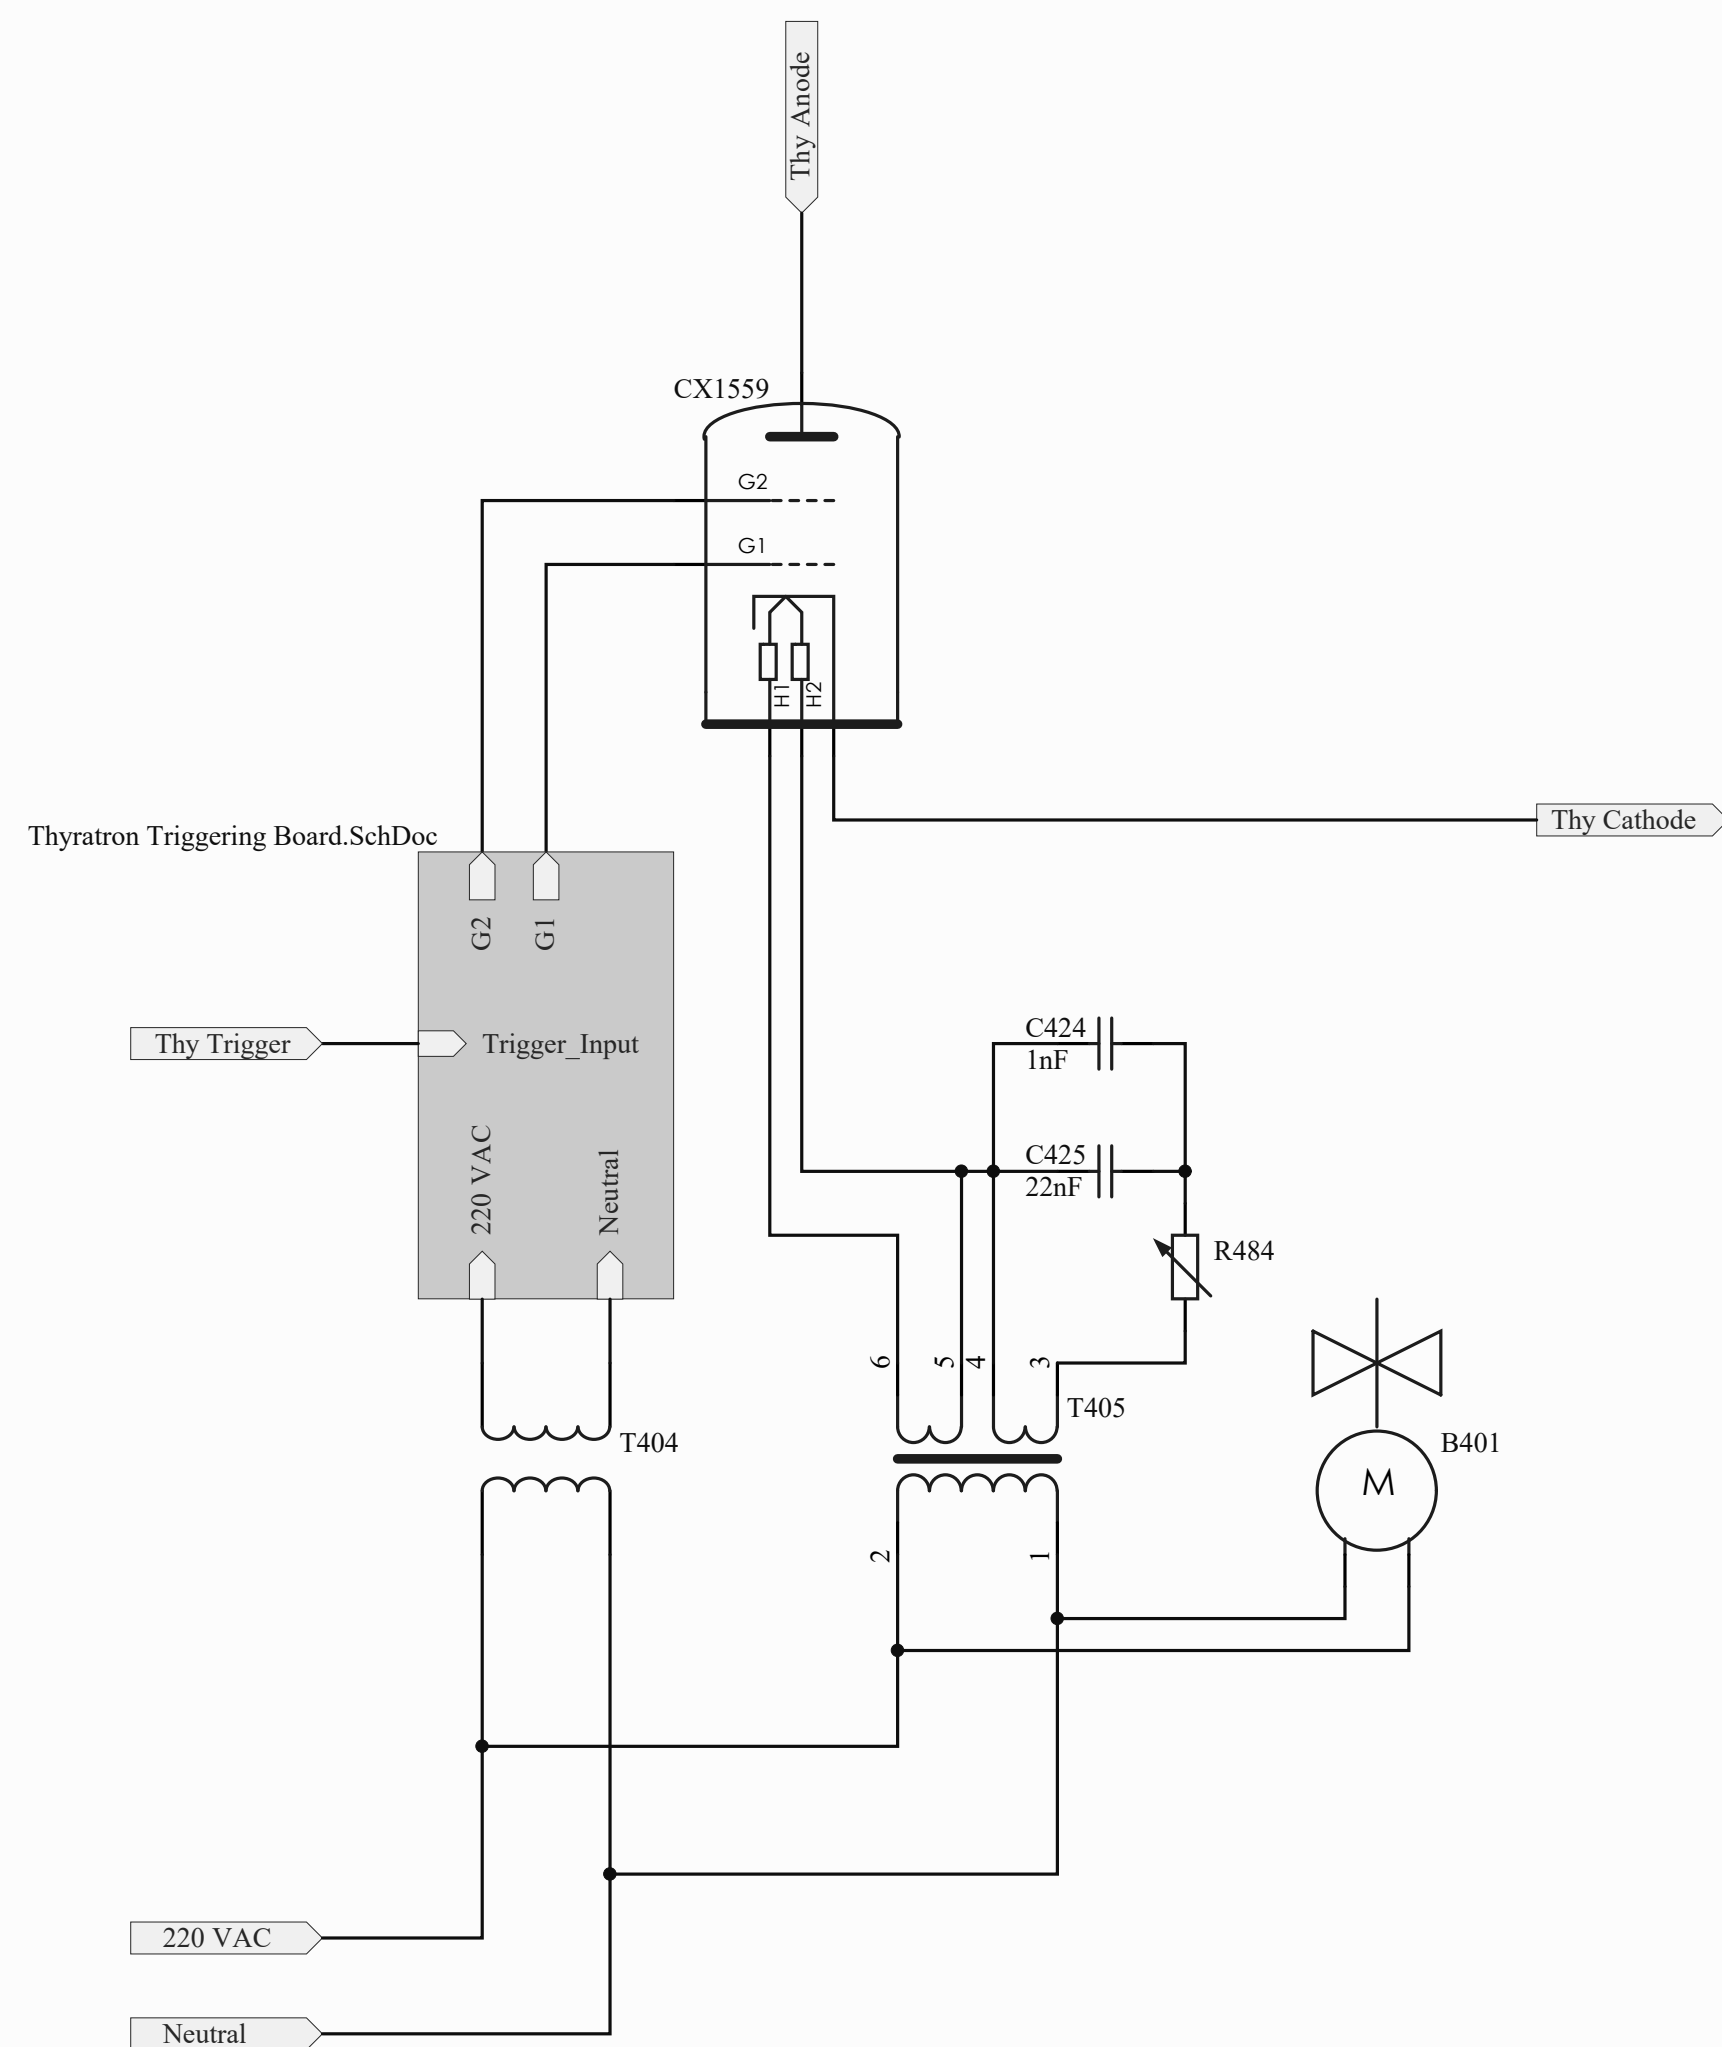 Thy Anode
CX1559
G2
G1
H1
H2
Thy Cathode
Thyratron Triggering Board.SchDoc
G2
G1
Thy Trigger
Trigger_Input
220 VAC
Neutral
C424
1nF
C425
22nF
R484
6
5
4
3
T405
T404
B401
M
2
1
220 VAC
Neutral